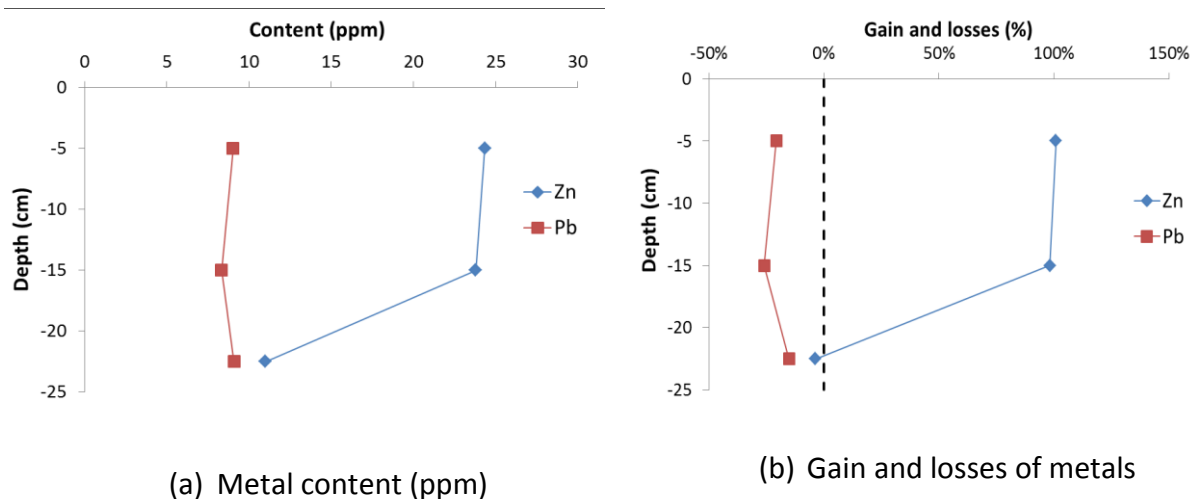 Content (ppm)
0 5 10 15 20 25 30
0
-5
-10
-15
-20
-25
Depth (cm)
Zn
Pb
(a) Metal content (ppm)
Gain and losses (%)
-50% 0% 50% 100% 150%
0
-5
-10
-15
-20
-25
Depth (cm)
Zn
Pb
(b) Gain and losses of metals